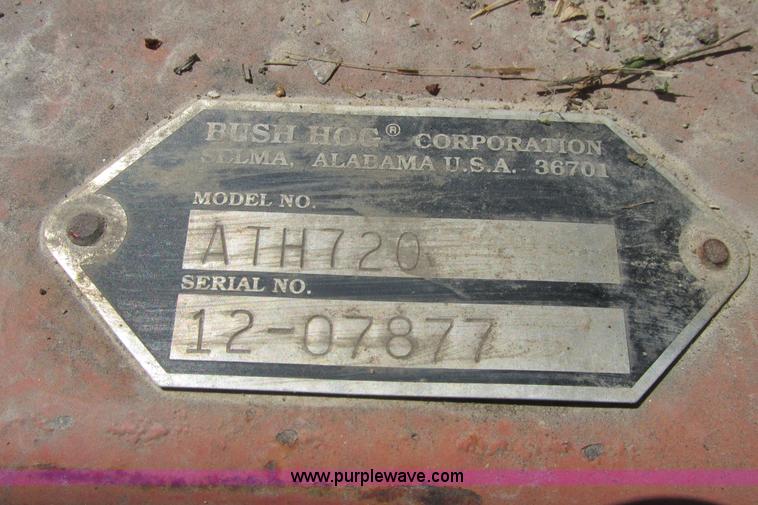 BUSH HOG® CORPORATION
SELMA, ALABAMA U.S.A. 36701
MODEL NO.
ATH720
SERIAL NO.
12-07877
www.purplewave.com